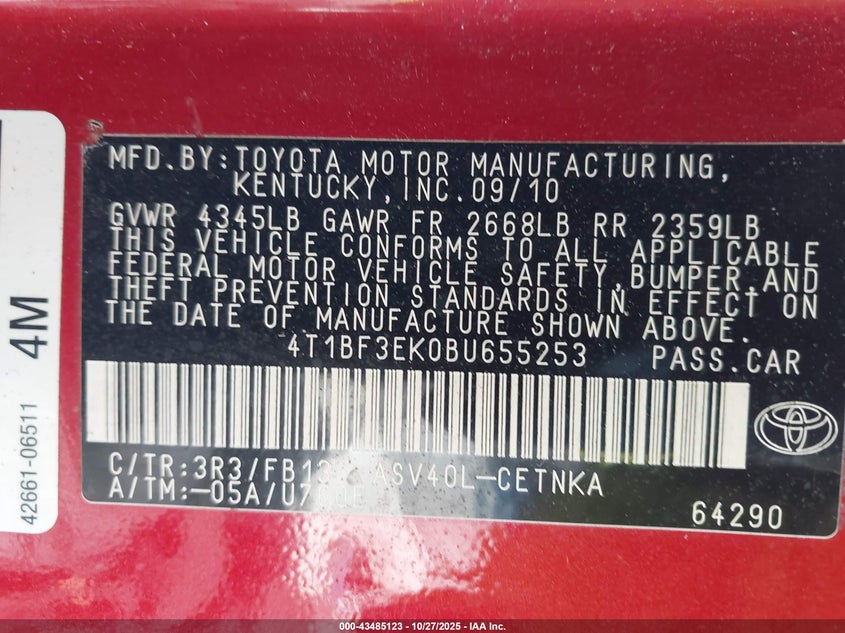 MFD.BY:TOYOTA MOTOR MANUFACTURING,
KENTUCKY,INC.09/10
GVWR 4345LB GAWR FR 2668LB RR 2359LB
THIS VEHICLE CONFORMS TO ALL APPLICABLE
FEDERAL MOTOR VEHICLE SAFETY,BUMPER,AND
THEFT PREVENTION STANDARDS IN EFFECT ON
THE DATE OF MANUFACTURE SHOWN ABOVE.
4T1BF3EK0BU655253 PASS.CAR
C/TR:3R3/FB13 ASV40L-CETNKA
A/TM:-05A/
64290
4M
42661-06511
000-43485123 | 10/27/2025 - IAA Inc.